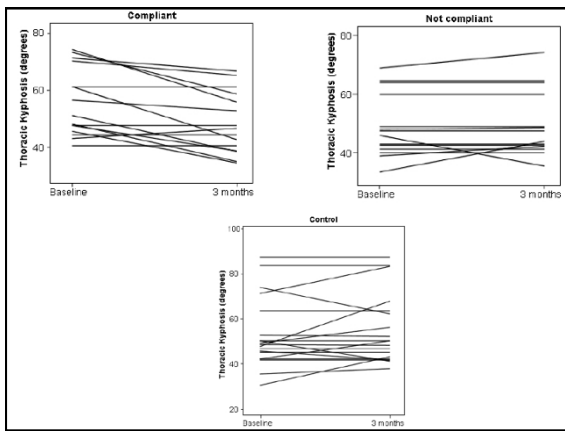 Compliant
Thoracic Kyphosis (degrees)
80
60
40
Baseline
3 months
Not compliant
Thoracic Kyphosis (degrees)
80
60
40
Baseline
3 months
Control
Thoracic Kyphosis (degrees)
100
80
60
40
20
Baseline
3 months